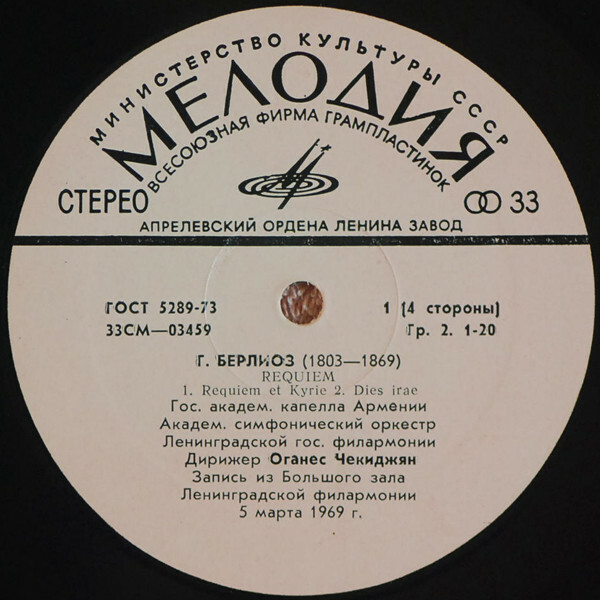 МИНИСТЕРСТВО КУЛЬТУРЫ СССР
МЕЛОДИЯ
ВСЕСОЮЗНАЯ ФИРМА ГРАМПЛАСТИНОК
СТЕРЕО
33
АПРЕЛЕВСКИЙ ОРДЕНА ЛЕНИНА ЗАВОД
ГОСТ 5289-73
1 (4 стороны)
33СМ—03459
Гр. 2. 1-20
Г. БЕРЛИОЗ (1803—1869)
REQUIEM
1. Requiem et Kyrie 2. Dies irae
Гос. академ. капелла Армении
Академ. симфонический оркестр
Ленинградской гос. филармонии
Дирижер Оганес Чекиджян
Запись из Большого зала
Ленинградской филармонии
5 марта 1969 г.